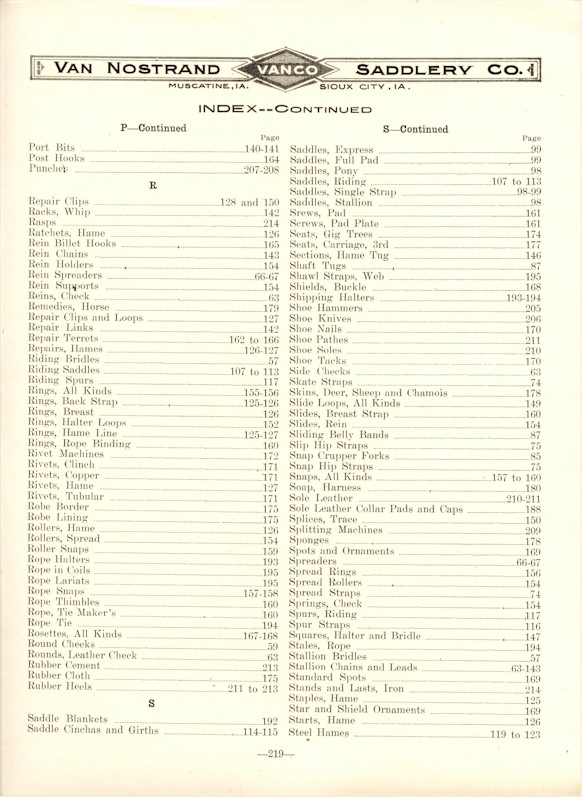 VAN NOSTRAND VANCO SADDLERY CO.
MUSCATINE, IA. SIOUX CITY, IA.
INDEX--CONTINUED
P—Continued
Page
Port Bits 140-141
Post Hooks 164
Punches 207-208
R
Repair Clips 128 and 150
Racks, Whip 142
Rasps 214
Ratchets, Hame 126
Rein Billet Hooks 165
Rein Chains 143
Rein Holders 154
Rein Spreaders 66-67
Rein Supports 154
Reins, Check 63
Remedies, Horse 179
Repair Clips and Loops 127
Repair Links 142
Repair Terrets 162 to 166
Repairs, Hames 126-127
Riding Bridles 57
Riding Saddles 107 to 113
Riding Spurs 117
Rings, All Kinds 155-156
Rings, Back Strap 125-126
Rings, Breast 126
Rings, Halter Loops 152
Rings, Hame Line 125-127
Rings, Rope Binding 160
Rivet Machines 172
Rivets, Clinch 171
Rivets, Copper 171
Rivets, Hame 127
Rivets, Tubular 171
Robe Border 175
Robe Lining 175
Rollers, Hame 126
Rollers, Spread 154
Roller Snaps 159
Rope Halters 193
Rope in Coils 195
Rope Lariats 195
Rope Snaps 157-158
Rope Thimbles 160
Rope, Tie Maker's 160
Rope Tie 194
Rosettes, All Kinds 167-168
Round Checks 59
Rounds, Leather Check 63
Rubber Cement 213
Rubber Cloth 175
Rubber Heels 211 to 213
S
Saddle Blankets 192
Saddle Cinchas and Girths 114-115
S—Continued
Page
Saddles, Express 99
Saddles, Full Pad 99
Saddles, Pony 98
Saddles, Riding 107 to 113
Saddles, Single Strap 98-99
Saddles, Stallion 98
Srews, Pad 161
Screws, Pad Plate 161
Seats, Gig Trees 174
Seats, Carriage, 3rd 177
Sections, Hame Tug 146
Shaft Tugs 87
Shawl Straps, Web 195
Shields, Buckle 168
Shipping Halters 193-194
Shoe Hammers 205
Shoe Knives 206
Shoe Nails 170
Shoe Pathes 211
Shoe Soles 210
Shoe Tacks 170
Side Checks 63
Skate Straps 74
Skins, Deer, Sheep and Chamois 178
Slide Loops, All Kinds 149
Slides, Breast Strap 160
Slides, Rein 154
Sliding Belly Bands 87
Slip Hip Straps 75
Snap Crupper Forks 85
Snap Hip Straps 75
Snaps, All Kinds 157 to 160
Soap, Harness 180
Sole Leather 210-211
Sole Leather Collar Pads and Caps 188
Splices, Trace 150
Splitting Machines 209
Sponges 178
Spots and Ornaments 169
Spreaders 66-67
Spread Rings 156
Spread Rollers 154
Spread Straps 74
Springs, Check 154
Spurs, Riding 117
Spur Straps 116
Squares, Halter and Bridle 147
Stales, Rope 194
Stallion Bridles 57
Stallion Chains and Leads 63-143
Standard Spots 169
Stands and Lasts, Iron 214
Staples, Hame 125
Star and Shield Ornaments 169
Starts, Hame 126
Steel Hames 119 to 123
—219—